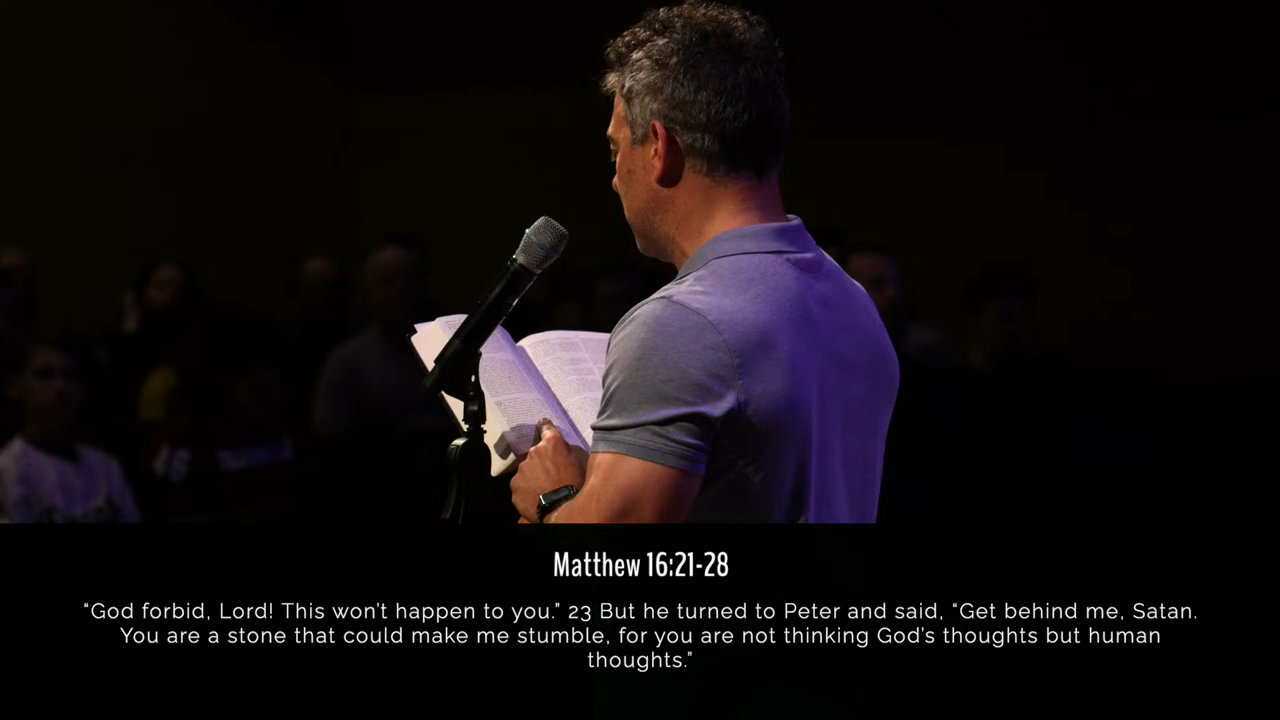 Matthew 16:21-28
“God forbid, Lord! This won’t happen to you.” 23 But he turned to Peter and said, “Get behind me, Satan.
You are a stone that could make me stumble, for you are not thinking God’s thoughts but human
thoughts.”